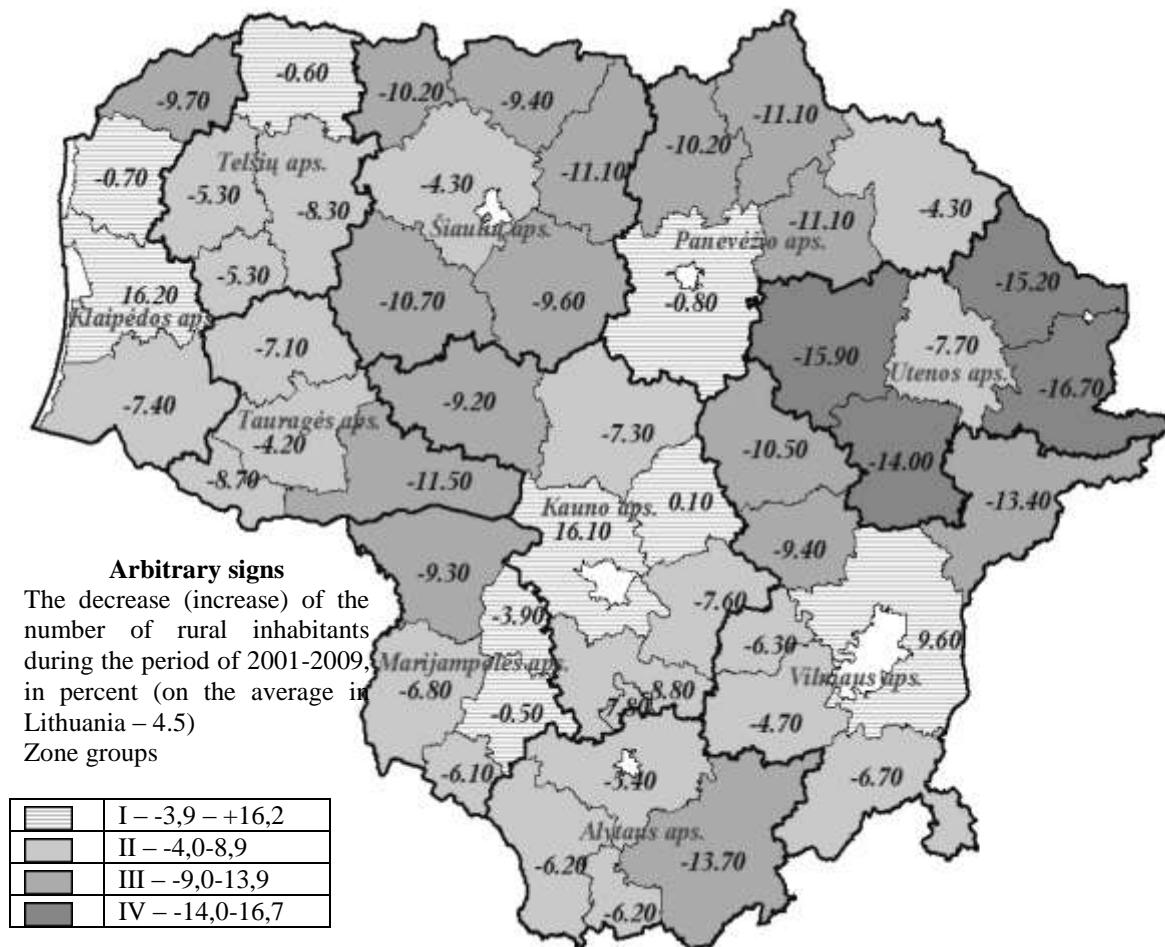 -0.60
-9.70
-10.20
-9.40
-11.10
-10.20
-0.70
Telšių aps.
-5.30
-4.30
-11.10
-8.30
Šiaulių aps.
-11.10
-4.30
Panevėžio aps.
-5.30
16.20
-10.70
-9.60
-0.80
-15.20
Klaipėdos aps.
-7.10
-15.90
-7.70
Utenos aps.
-16.70
-7.40
-9.20
Tauragės aps.
-4.20
-7.30
-10.50
-8.70
-11.50
-14.00
Kauno aps.
0.10
16.10
-13.40
-9.40
-9.30
-3.90
-7.60
-6.30
9.60
Marijampolės aps.
-6.80
Vilniaus aps.
-8.80
-0.50
-7.80
-4.70
-6.10
-6.70
Alytaus aps.
-6.20
-13.70
-6.20
Arbitrary signs
The decrease (increase) of the
number of rural inhabitants
during the period of 2001-2009,
in percent (on the average in
Lithuania – 4.5)
Zone groups
I – -3,9 – +16,2
II – -4,0-8,9
III – -9,0-13,9
IV – -14,0-16,7